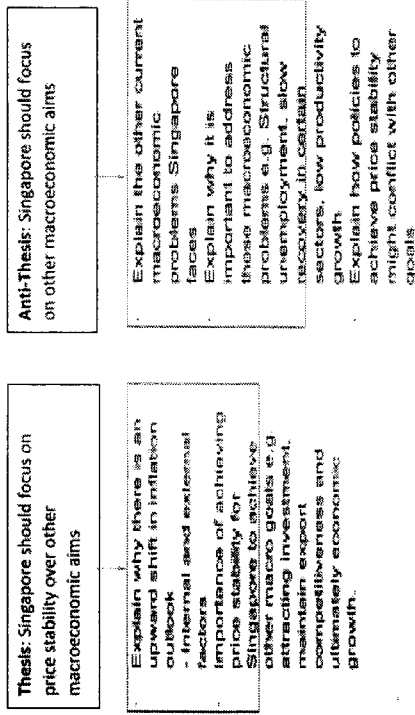 Thesis: Singapore should focus on
price stability over other
macroeconomic aims
Explain why there is an
upward shift in inflation
outlook
- Internal and external
factors
Importance of achieving
price stability for
Singapore to achieve
other macro goals e.g.
attracting investment,
maintain export
competitiveness and
ultimately economic
growth.
Anti-Thesis: Singapore should focus
on other macroeconomic aims
Explain the other current
macroeconomic
problems Singapore
faces
Explain why it is
important to address
these macroeconomic
problems e.g. Structural
unemployment, slow
recovery in certain
sectors, low productivity
growth
Explain how policies to
achieve price stability
might conflict with other
goals